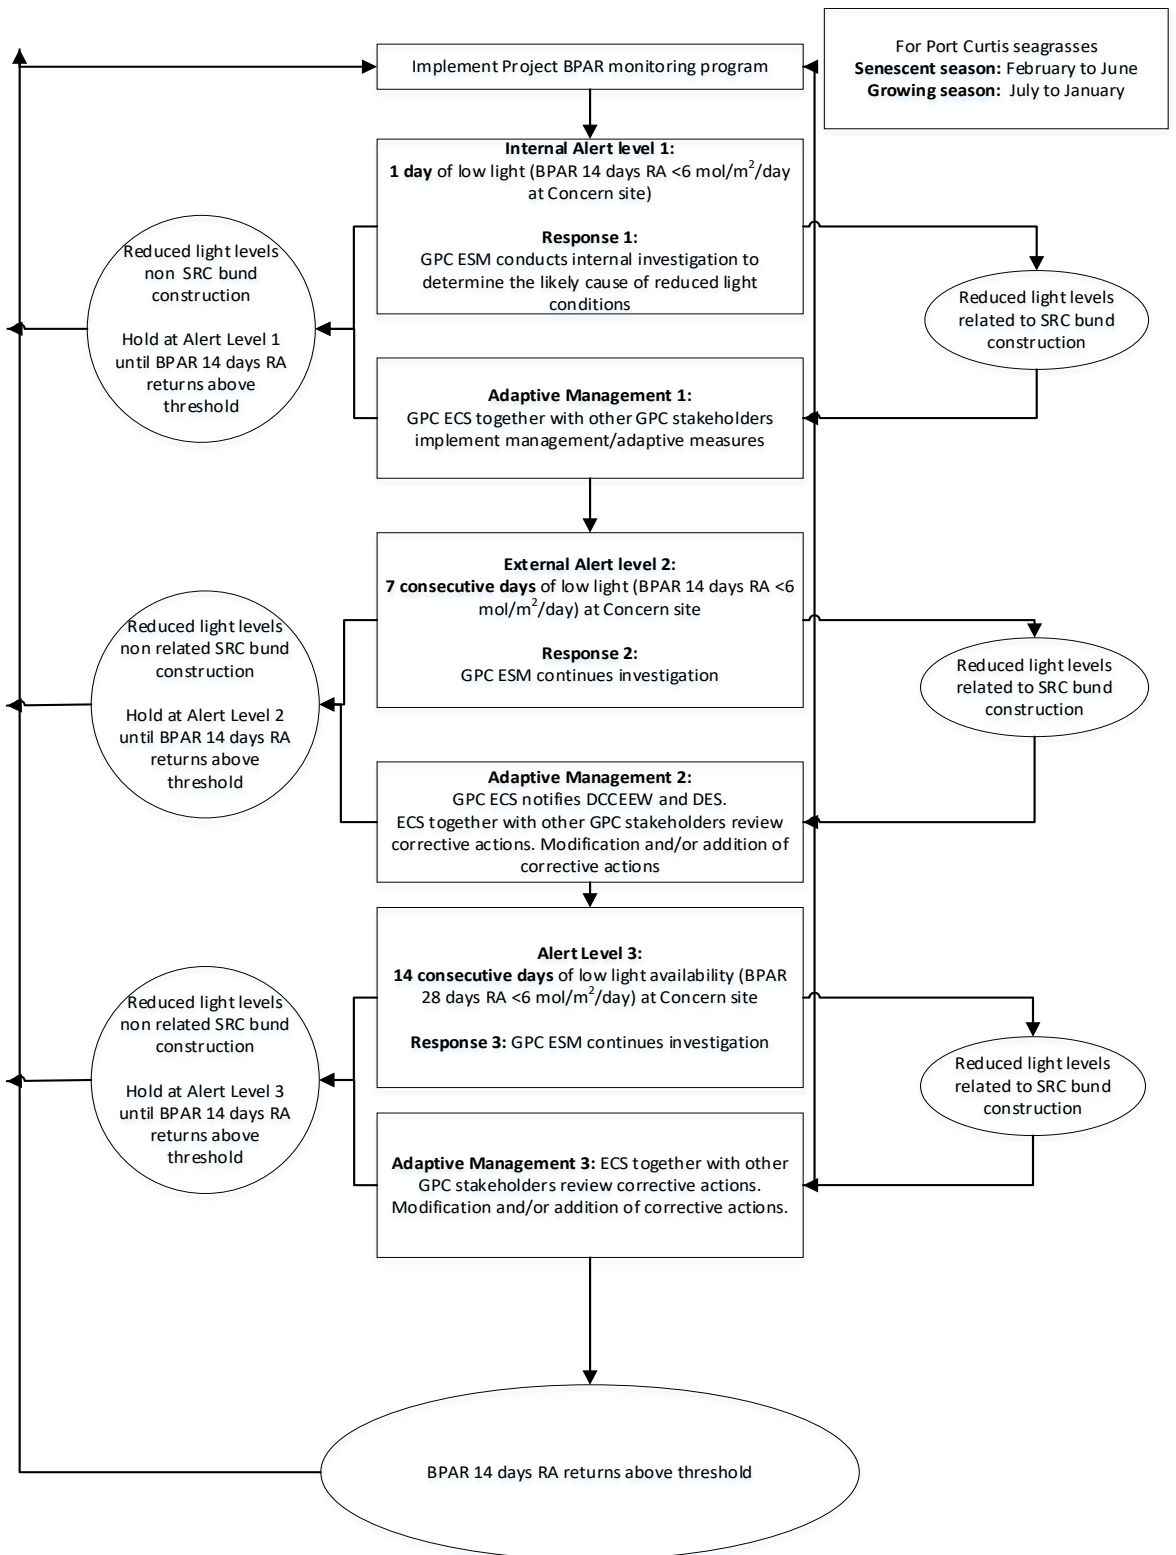 For Port Curtis seagrasses
Senescent season: February to June
Growing season: July to January
Implement Project BPAR monitoring program
Internal Alert level 1:
1 day of low light (BPAR 14 days RA <6 mol/m²/day
at Concern site)
Response 1:
GPC ESM conducts internal investigation to
determine the likely cause of reduced light
conditions
Reduced light levels
non SRC bund
construction
Hold at Alert Level 1
until BPAR 14 days RA
returns above
threshold
Reduced light levels
related to SRC bund
construction
Adaptive Management 1:
GPC ECS together with other GPC stakeholders
implement management/adaptive measures
External Alert level 2:
7 consecutive days of low light (BPAR 14 days RA <6
mol/m²/day) at Concern site
Response 2:
GPC ESM continues investigation
Reduced light levels
non related SRC bund
construction
Hold at Alert Level 2
until BPAR 14 days RA
returns above
threshold
Reduced light levels
related to SRC bund
construction
Adaptive Management 2:
GPC ECS notifies DCCEEW and DES.
ECS together with other GPC stakeholders review
corrective actions. Modification and/or addition of
corrective actions
Alert Level 3:
14 consecutive days of low light availability (BPAR
28 days RA <6 mol/m²/day) at Concern site
Response 3: GPC ESM continues investigation
Reduced light levels
non related SRC bund
construction
Hold at Alert Level 3
until BPAR 14 days RA
returns above
threshold
Reduced light levels
related to SRC bund
construction
Adaptive Management 3: ECS together with other
GPC stakeholders review corrective actions.
Modification and/or addition of corrective actions.
BPAR 14 days RA returns above threshold